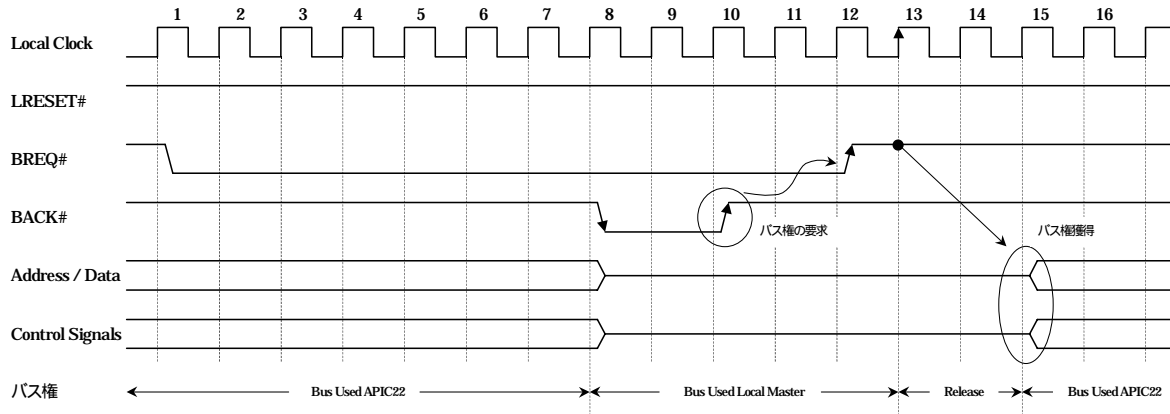 1 2 3 4 5 6 7 8 9 10 11 12 13 14 15 16
Local Clock
LRESET#
BREQ#
BACK#
バス権の要求
バス権獲得
Address / Data
Control Signals
バス権
Bus Used APIC22
Bus Used Local Master
Release
Bus Used APIC22